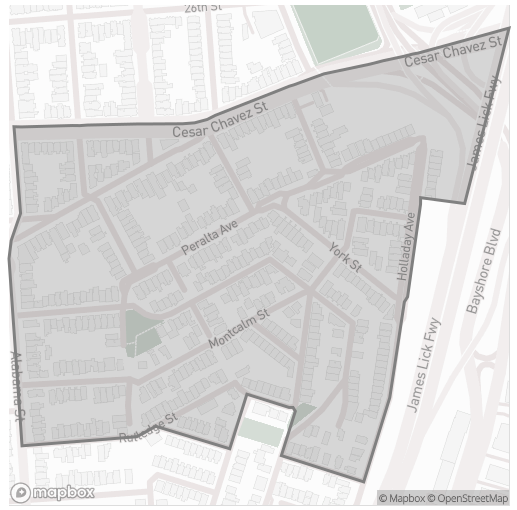 26th St
Cesar Chavez St
James Lick Fwy
Cesar Chavez St
Peralta Ave
York St
Holladay Ave
Bayshore Blvd
Montcalm St
James Lick Fwy
Alabama St
Rutledge St
mapbox
© Mapbox © OpenStreetMap